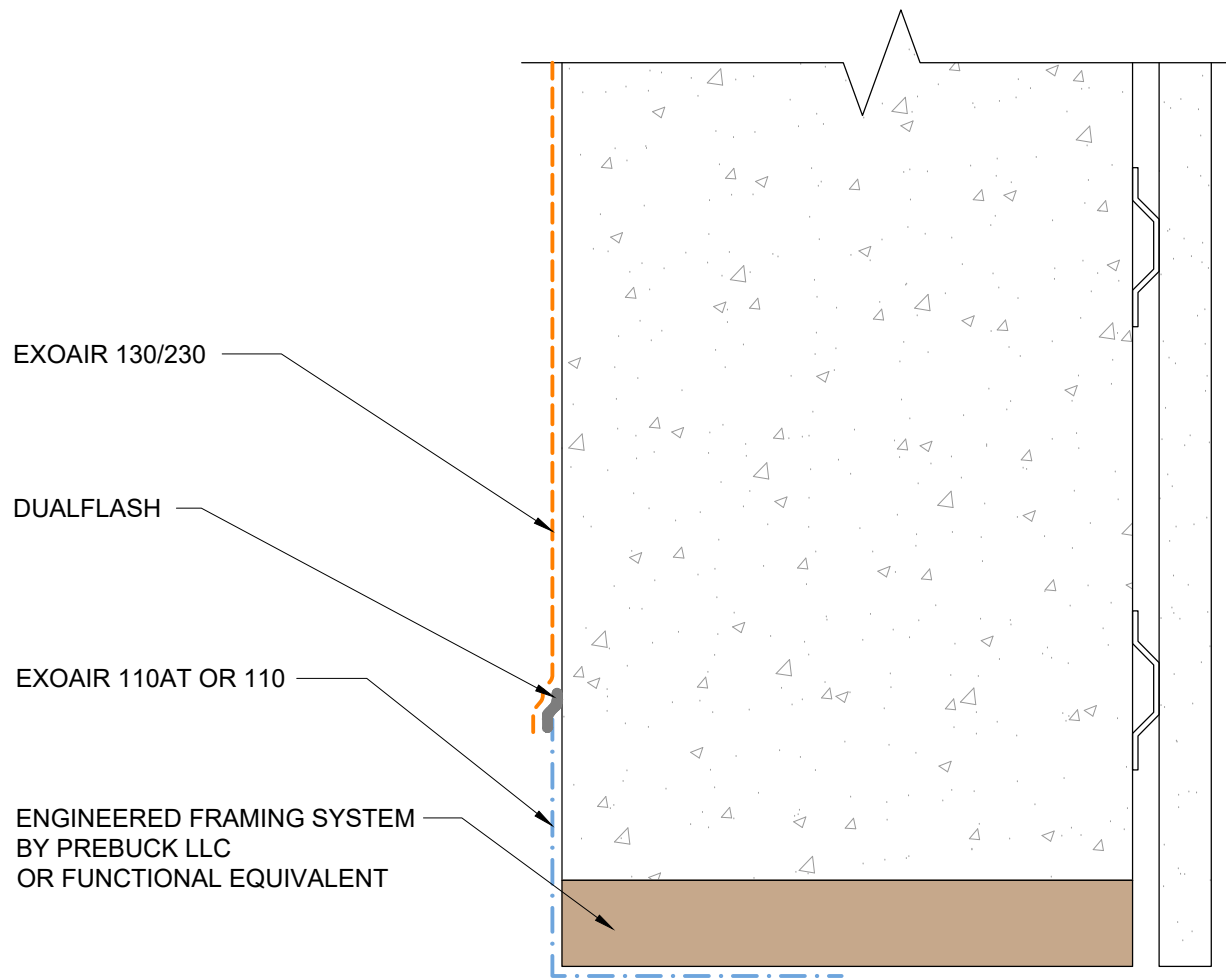 EXOAIR 130/230
DUALFLASH
EXOAIR 110AT OR 110
ENGINEERED FRAMING SYSTEM
BY PREBUCK LLC
OR FUNCTIONAL EQUIVALENT